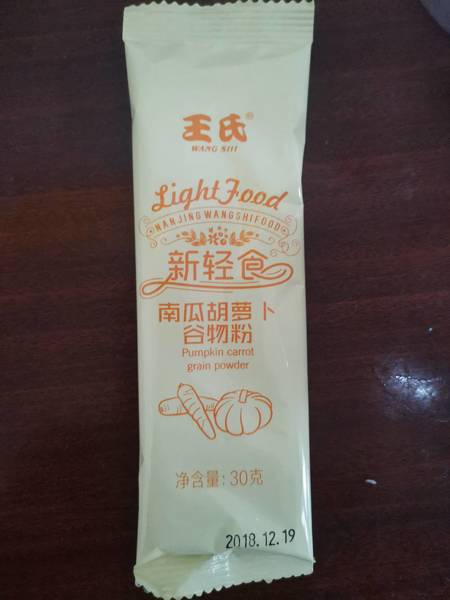 王氏®
WANG SHI
Light Food
NANJING WANGSHIFOOD
新轻食
南瓜胡萝卜
谷物粉
Pumpkin carrot
grain powder
净含量: 30克
2018.12.19